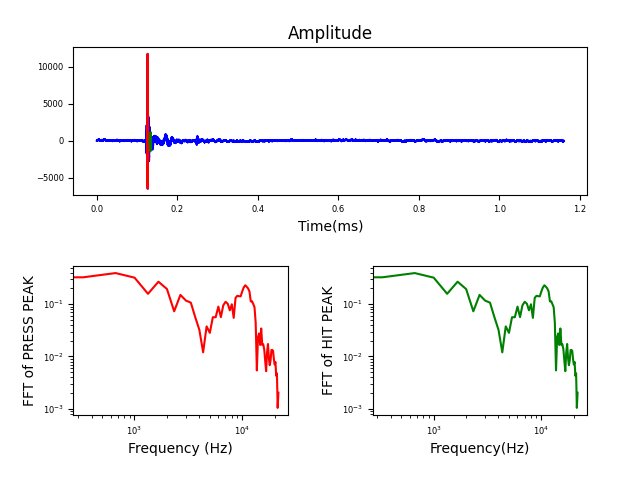 Amplitude
10000
5000
0
−5000
0.0 0.2 0.4 0.6 0.8 1.0 1.2
Time(ms)
FFT of PRESS PEAK
10⁻¹
10⁻²
10⁻³
10³ 10⁴
Frequency (Hz)
FFT of HIT PEAK
10⁻¹
10⁻²
10⁻³
10³ 10⁴
Frequency(Hz)